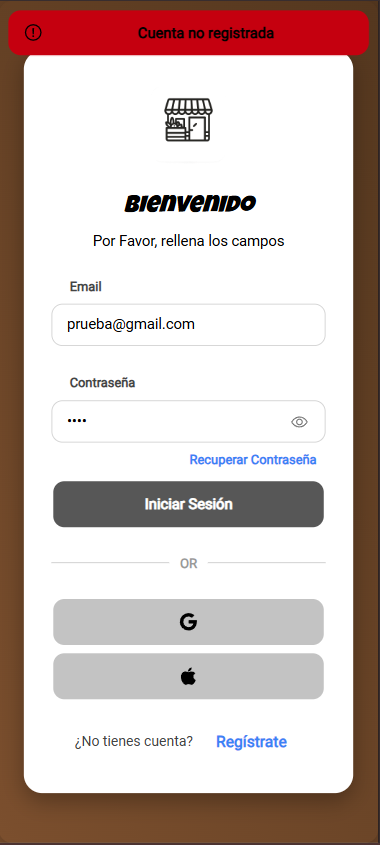 Cuenta no registrada
Bienvenido
Por Favor, rellena los campos
Email
prueba@gmail.com
Contraseña
••••
Recuperar Contraseña
Iniciar Sesión
OR
G
¿No tienes cuenta? Regístrate